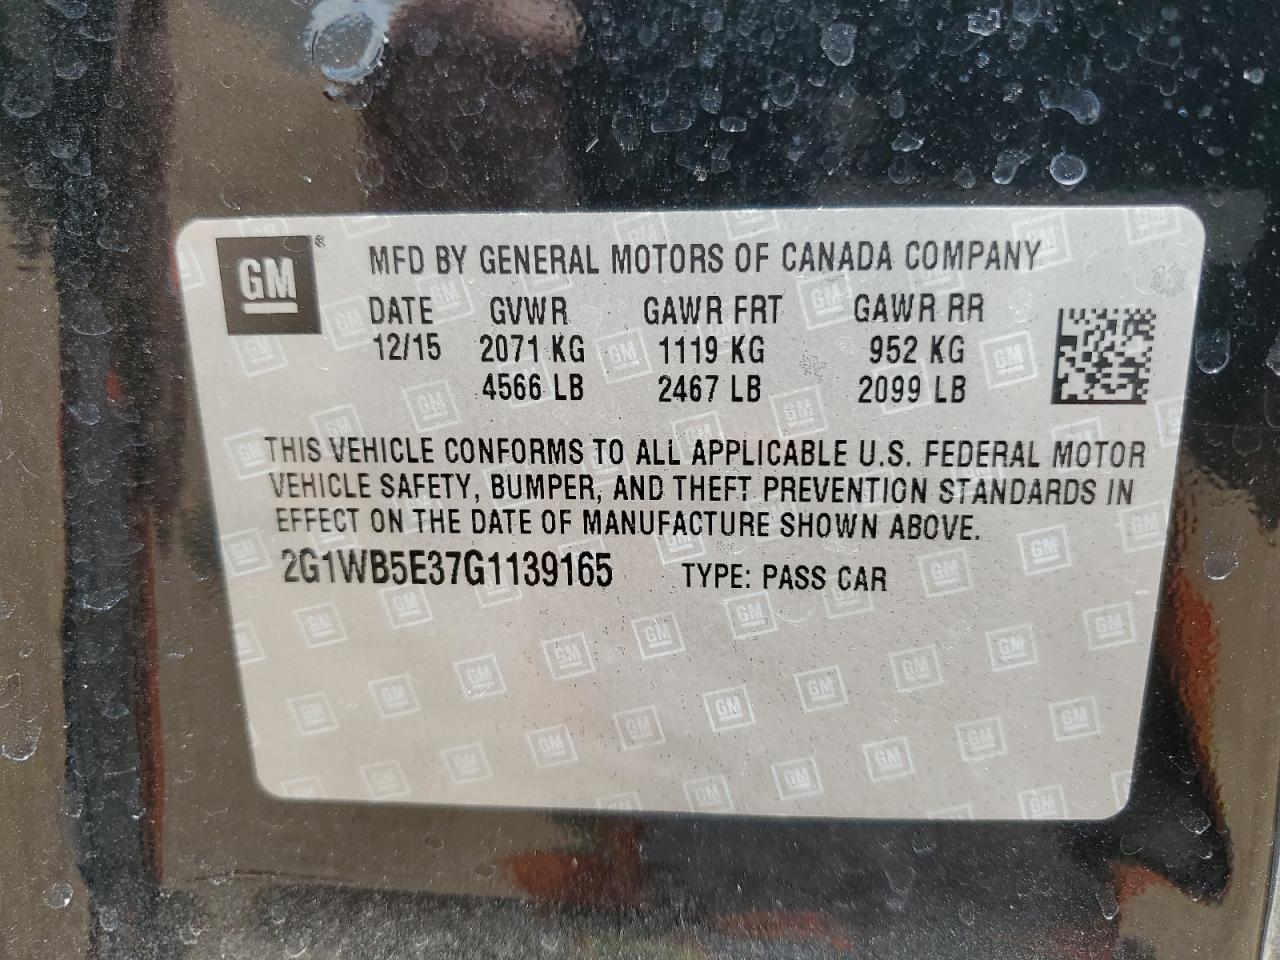 GM® MFD BY GENERAL MOTORS OF CANADA COMPANY
DATE GVWR GAWR FRT GAWR RR
12/15 2071 KG 1119 KG 952 KG
4566 LB 2467 LB 2099 LB
THIS VEHICLE CONFORMS TO ALL APPLICABLE U.S. FEDERAL MOTOR
VEHICLE SAFETY, BUMPER, AND THEFT PREVENTION STANDARDS IN
EFFECT ON THE DATE OF MANUFACTURE SHOWN ABOVE.
2G1WB5E37G1139165 TYPE: PASS CAR